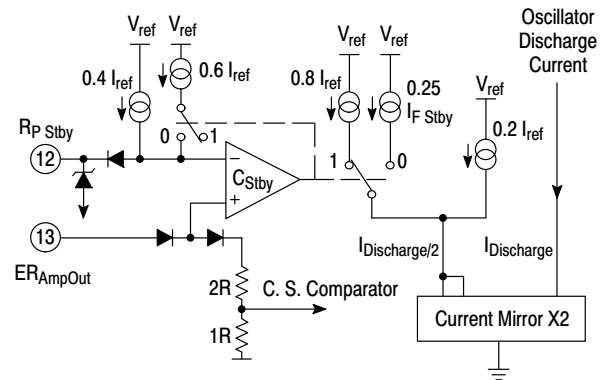 Oscillator
Discharge
Current
Vref
Vref
Vref
Vref
Vref
0.4 Iref
0.6 Iref
0.8 Iref
0.25
IF Stby
0.2 Iref
RP Stby
12
0
1
1
0
−
CStby
+
13
ERAmpOut
IDischarge/2
IDischarge
2R
C. S. Comparator
1R
Current Mirror X2